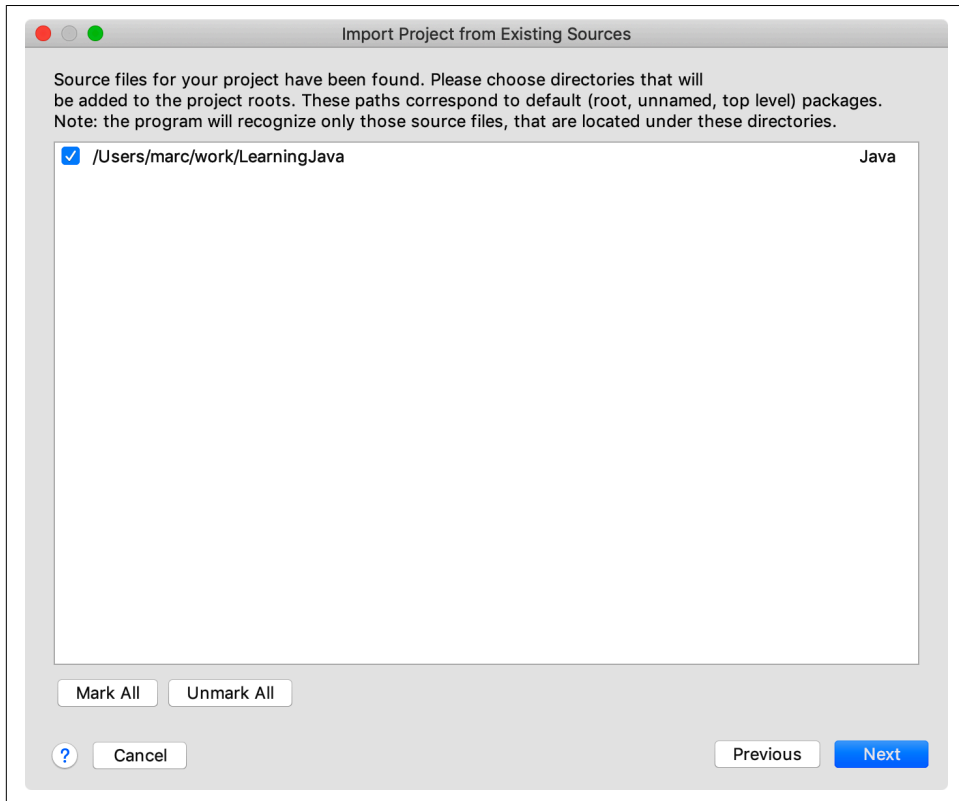 Import Project from Existing Sources
Source files for your project have been found. Please choose directories that will
be added to the project roots. These paths correspond to default (root, unnamed, top level) packages.
Note: the program will recognize only those source files, that are located under these directories.
/Users/marc/work/LearningJava Java
Mark All Unmark All
? Cancel Previous Next